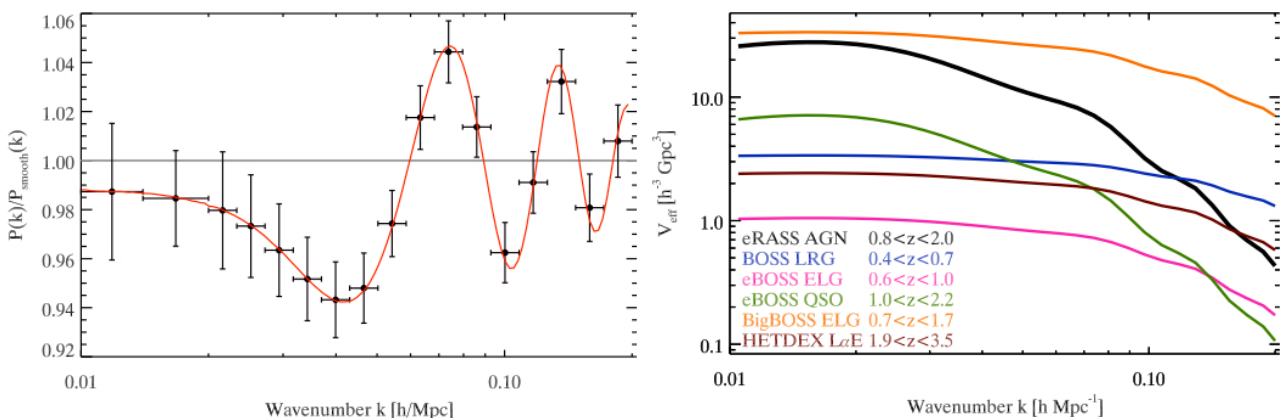 1.06
1.04
1.02
1.00
0.98
0.96
0.94
0.92
P(k)/P_smooth(k)
0.01
0.10
Wavenumber k [h/Mpc]
10.0
1.0
0.1
V_eff [h⁻³ Gpc³]
eRASS AGN 0.8<z<2.0
BOSS LRG 0.4<z<0.7
eBOSS ELG 0.6<z<1.0
eBOSS QSO 1.0<z<2.2
BigBOSS ELG 0.7<z<1.7
HETDEX LαE 1.9<z<3.5
0.01
0.10
Wavenumber k [h Mpc⁻¹]